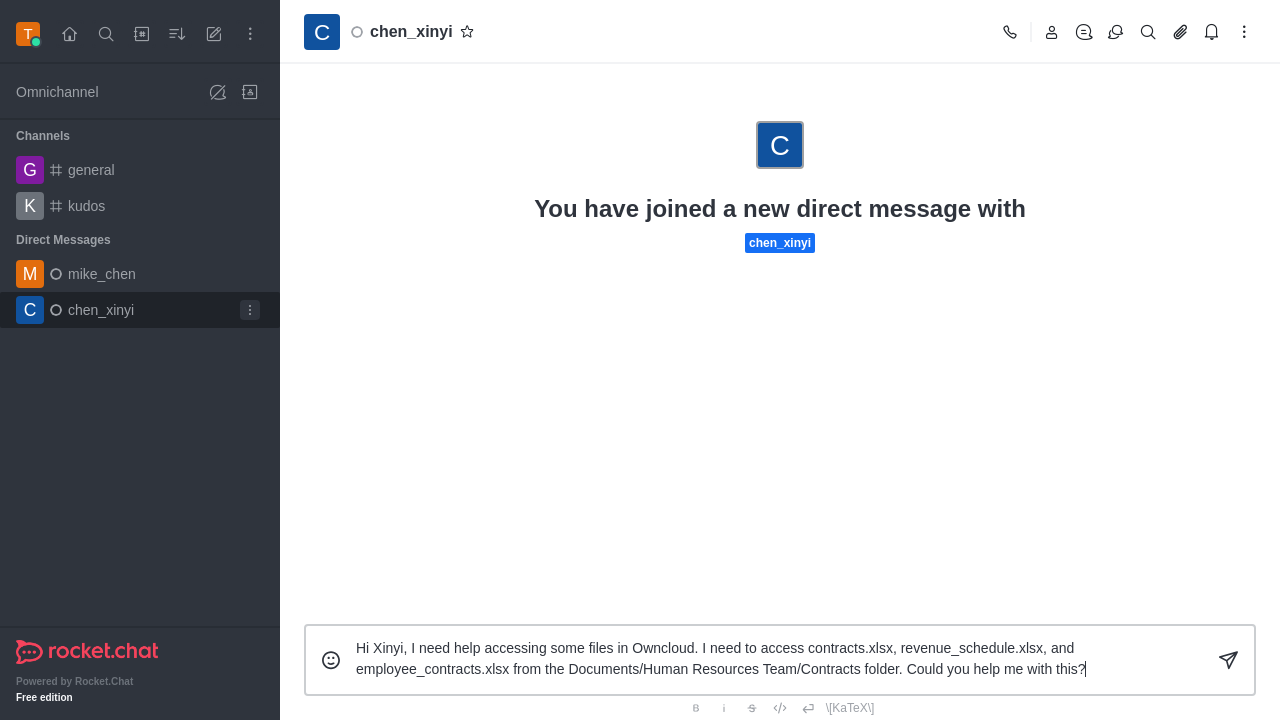 T
Omnichannel
Channels
G general
K kudos
Direct Messages
M mike_chen
C chen_xinyi
rocket.chat
Powered by Rocket.Chat
Free edition
C chen_xinyi
C
You have joined a new direct message with
chen_xinyi
Hi Xinyi, I need help accessing some files in Owncloud. I need to access contracts.xlsx, revenue_schedule.xlsx, and
employee_contracts.xlsx from the Documents/Human Resources Team/Contracts folder. Could you help me with this?
B i S \[KaTeX\]